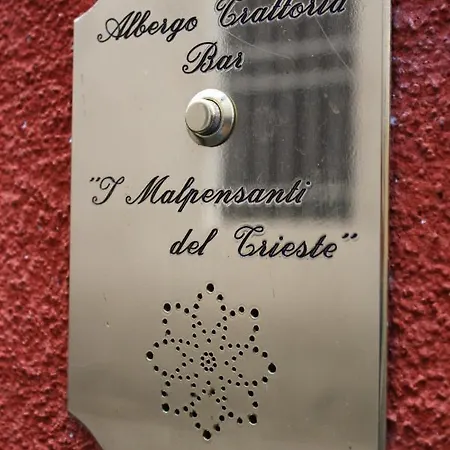 Albergo Trattoria
Bar
"I Malpensanti
del Trieste"